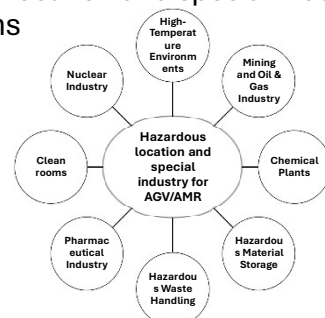 ns
High-
Temperat
ure
Environm
ents
Mining
and Oil &
Gas
Industry
Chemical
Plants
Hazardou
s Material
Storage
Hazardou
s Waste
Handling
Pharmac
eutical
Industry
Clean
rooms
Nuclear
Industry
Hazardous
location and
special
industry for
AGV/AMR